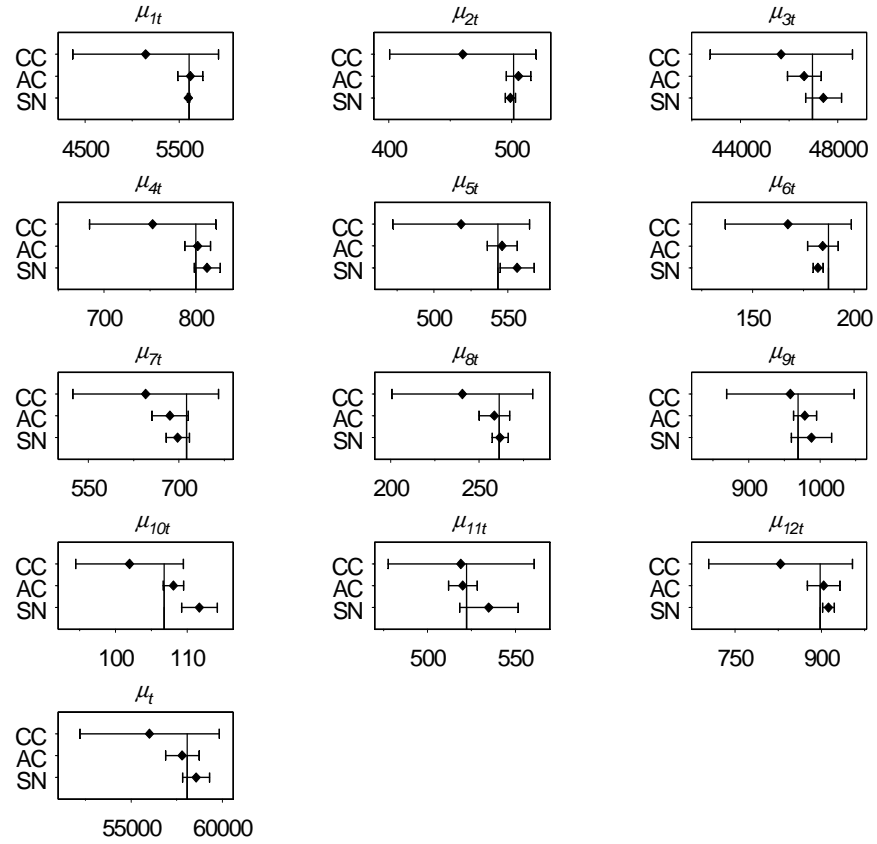 μ1t μ2t μ3t
CC CC CC
AC AC AC
SN SN SN
4500 5500 400 500 44000 48000
μ4t μ5t μ6t
CC CC CC
AC AC AC
SN SN SN
700 800 500 550 150 200
μ7t μ8t μ9t
CC CC CC
AC AC AC
SN SN SN
550 700 200 250 900 1000
μ10t μ11t μ12t
CC CC CC
AC AC AC
SN SN SN
100 110 500 550 750 900
μt
CC
AC
SN
55000 60000